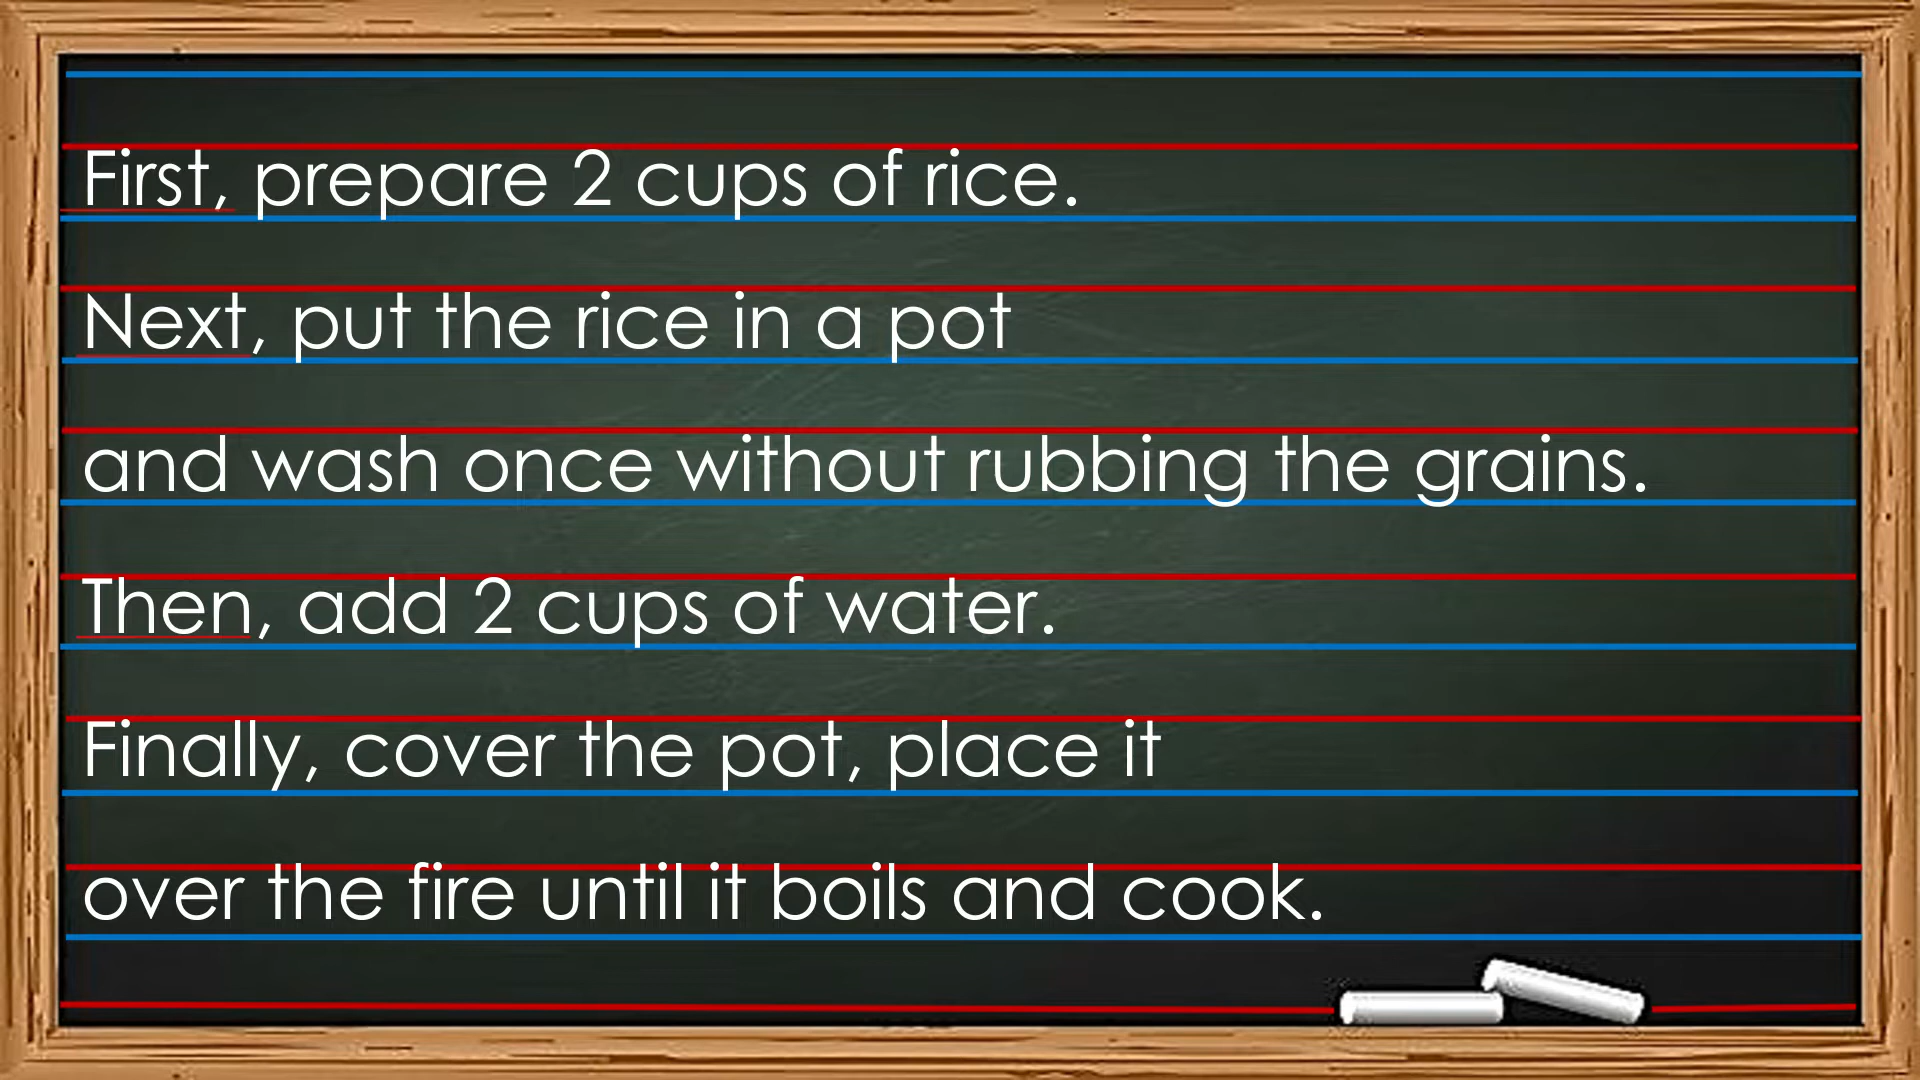 First, prepare 2 cups of rice.
Next, put the rice in a pot
and wash once without rubbing the grains.
Then, add 2 cups of water.
Finally, cover the pot, place it
over the fire until it boils and cook.